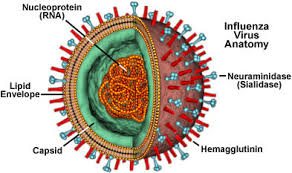 Nucleoprotein
(RNA)
Influenza
Virus
Anatomy
Lipid
Envelope
Neuraminidase
(Sialidase)
Capsid
Hemagglutinin